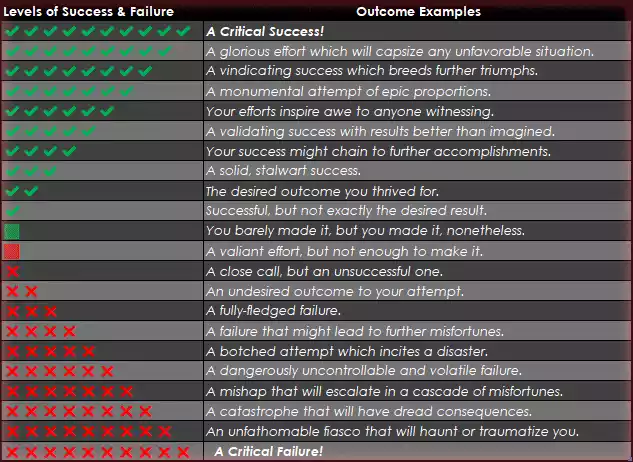 Levels of Success & Failure Outcome Examples
A Critical Success!
A glorious effort which will capsize any unfavorable situation.
A vindicating success which breeds further triumphs.
A monumental attempt of epic proportions.
Your efforts inspire awe to anyone witnessing.
A validating success with results better than imagined.
Your success might chain to further accomplishments.
A solid, stalwart success.
The desired outcome you thrived for.
Successful, but not exactly the desired result.
You barely made it, but you made it, nonetheless.
A valiant effort, but not enough to make it.
A close call, but an unsuccessful one.
An undesired outcome to your attempt.
A fully-fledged failure.
A failure that might lead to further misfortunes.
A botched attempt which incites a disaster.
A dangerously uncontrollable and volatile failure.
A mishap that will escalate in a cascade of misfortunes.
A catastrophe that will have dread consequences.
An unfathomable fiasco that will haunt or traumatize you.
A Critical Failure!